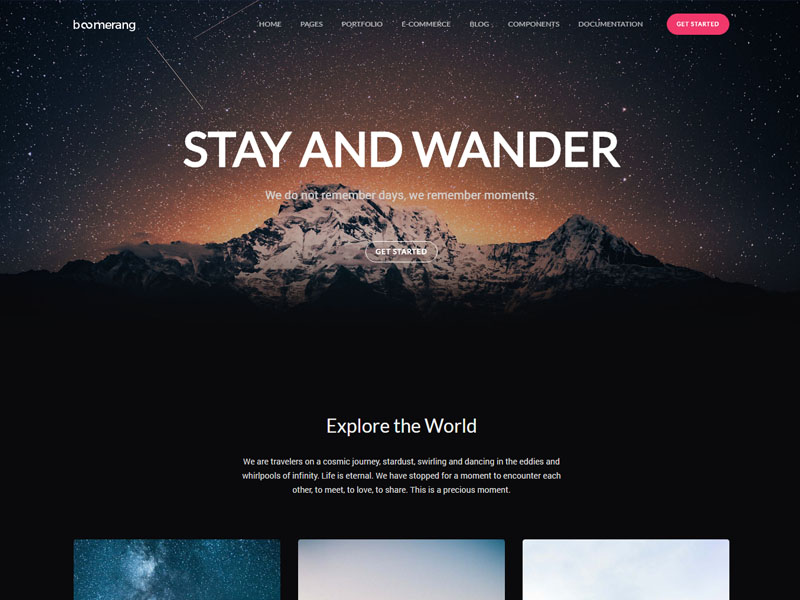 boomerang
HOME PAGES PORTFOLIO E-COMMERCE BLOG COMPONENTS DOCUMENTATION GET STARTED
STAY AND WANDER
We do not remember days, we remember moments.
GET STARTED
Explore the World
We are travelers on a cosmic journey, stardust, swirling and dancing in the eddies and
whirlpools of infinity. Life is eternal. We have stopped for a moment to encounter each
other, to meet, to love, to share. This is a precious moment.